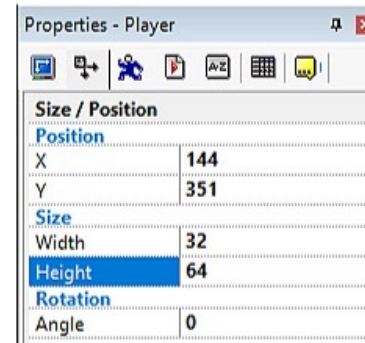 Properties - Player
A-Z
Size / Position
Position
X 144
Y 351
Size
Width 32
Height 64
Rotation
Angle 0